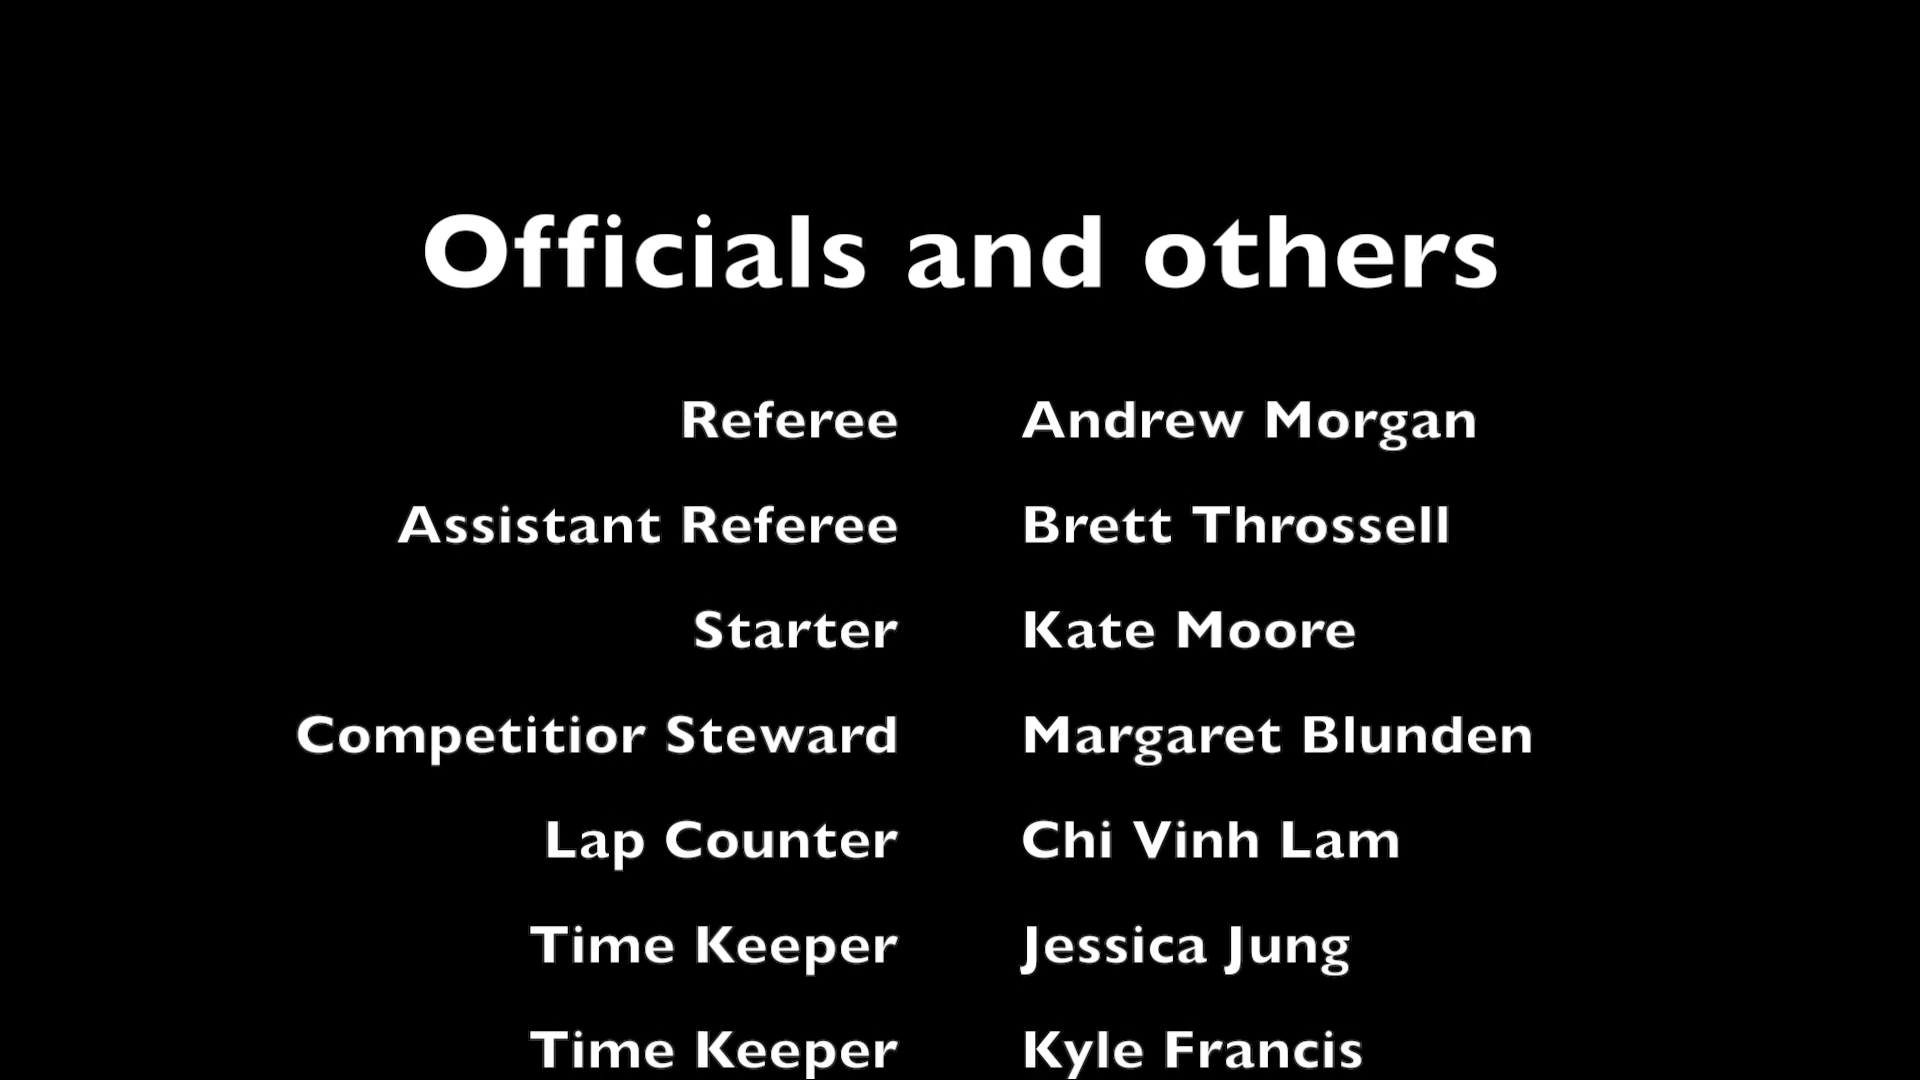 Officials and others
Referee Andrew Morgan
Assistant Referee Brett Throssell
Starter Kate Moore
Competitior Steward Margaret Blunden
Lap Counter Chi Vinh Lam
Time Keeper Jessica Jung
Time Keeper Kyle Francis